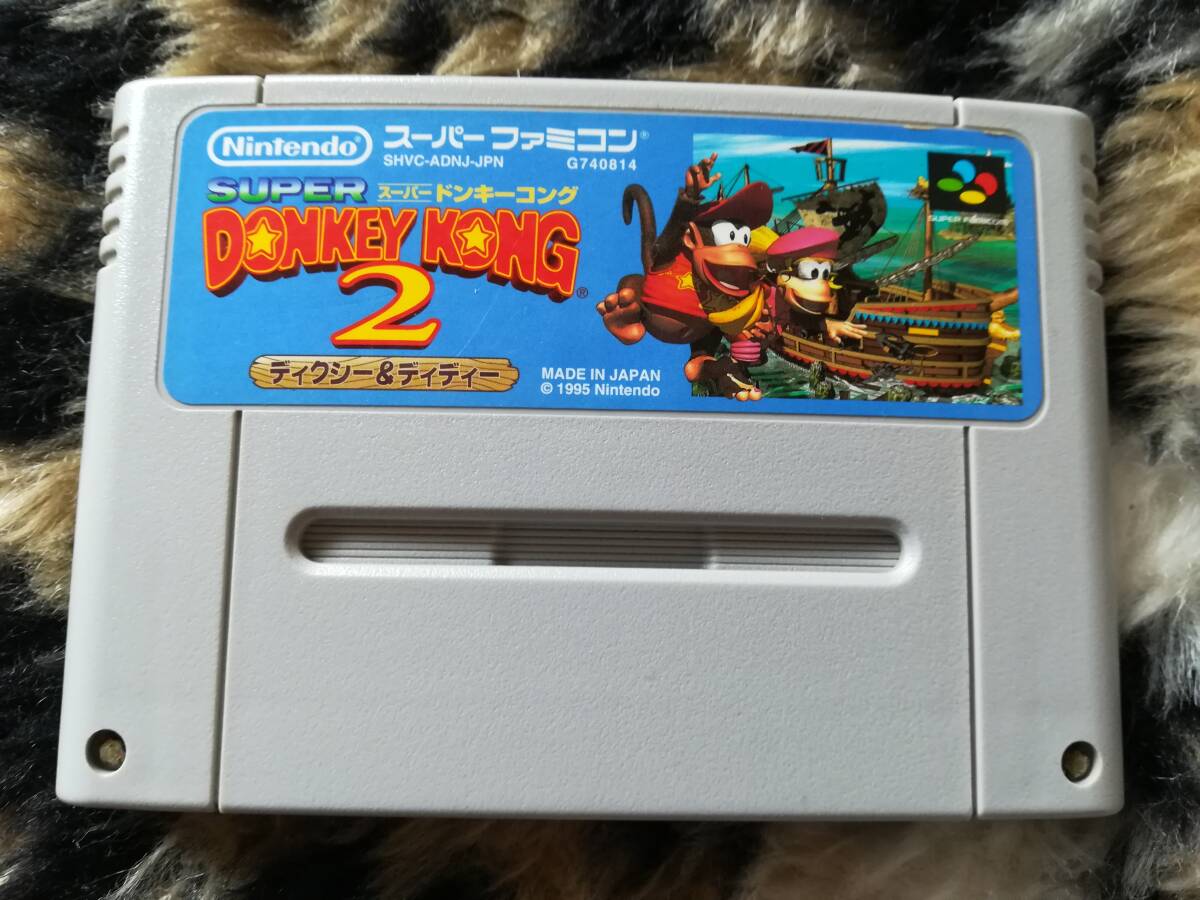 Nintendo
スーパーファミコン®
SHVC-ADNJ-JPN G740814
SUPER スーパードンキーコング
DONKEY KONG
2 ®
ディクシー&ディディー
MADE IN JAPAN
© 1995 Nintendo
SUPER FAMICOM